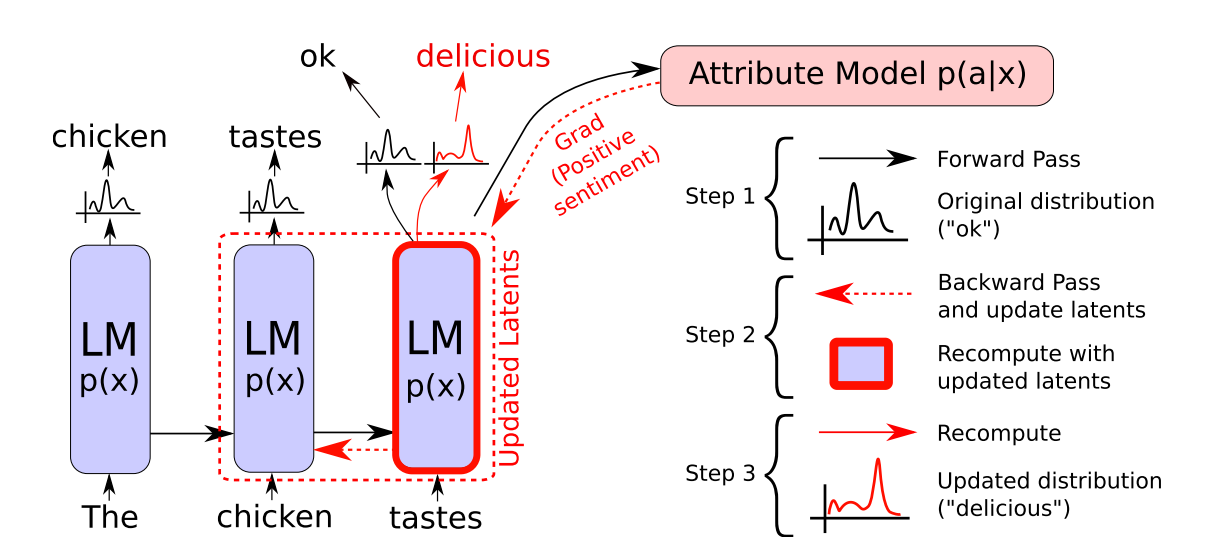 ok
delicious
Attribute Model p(a|x)
chicken
tastes
Grad
(Positive
sentiment)
LM
p(x)
LM
p(x)
LM
p(x)
Updated Latents
The
chicken
tastes
Step 1
Forward Pass
Original distribution
("ok")
Step 2
Backward Pass
and update latents
Recompute with
updated latents
Step 3
Recompute
Updated distribution
("delicious")